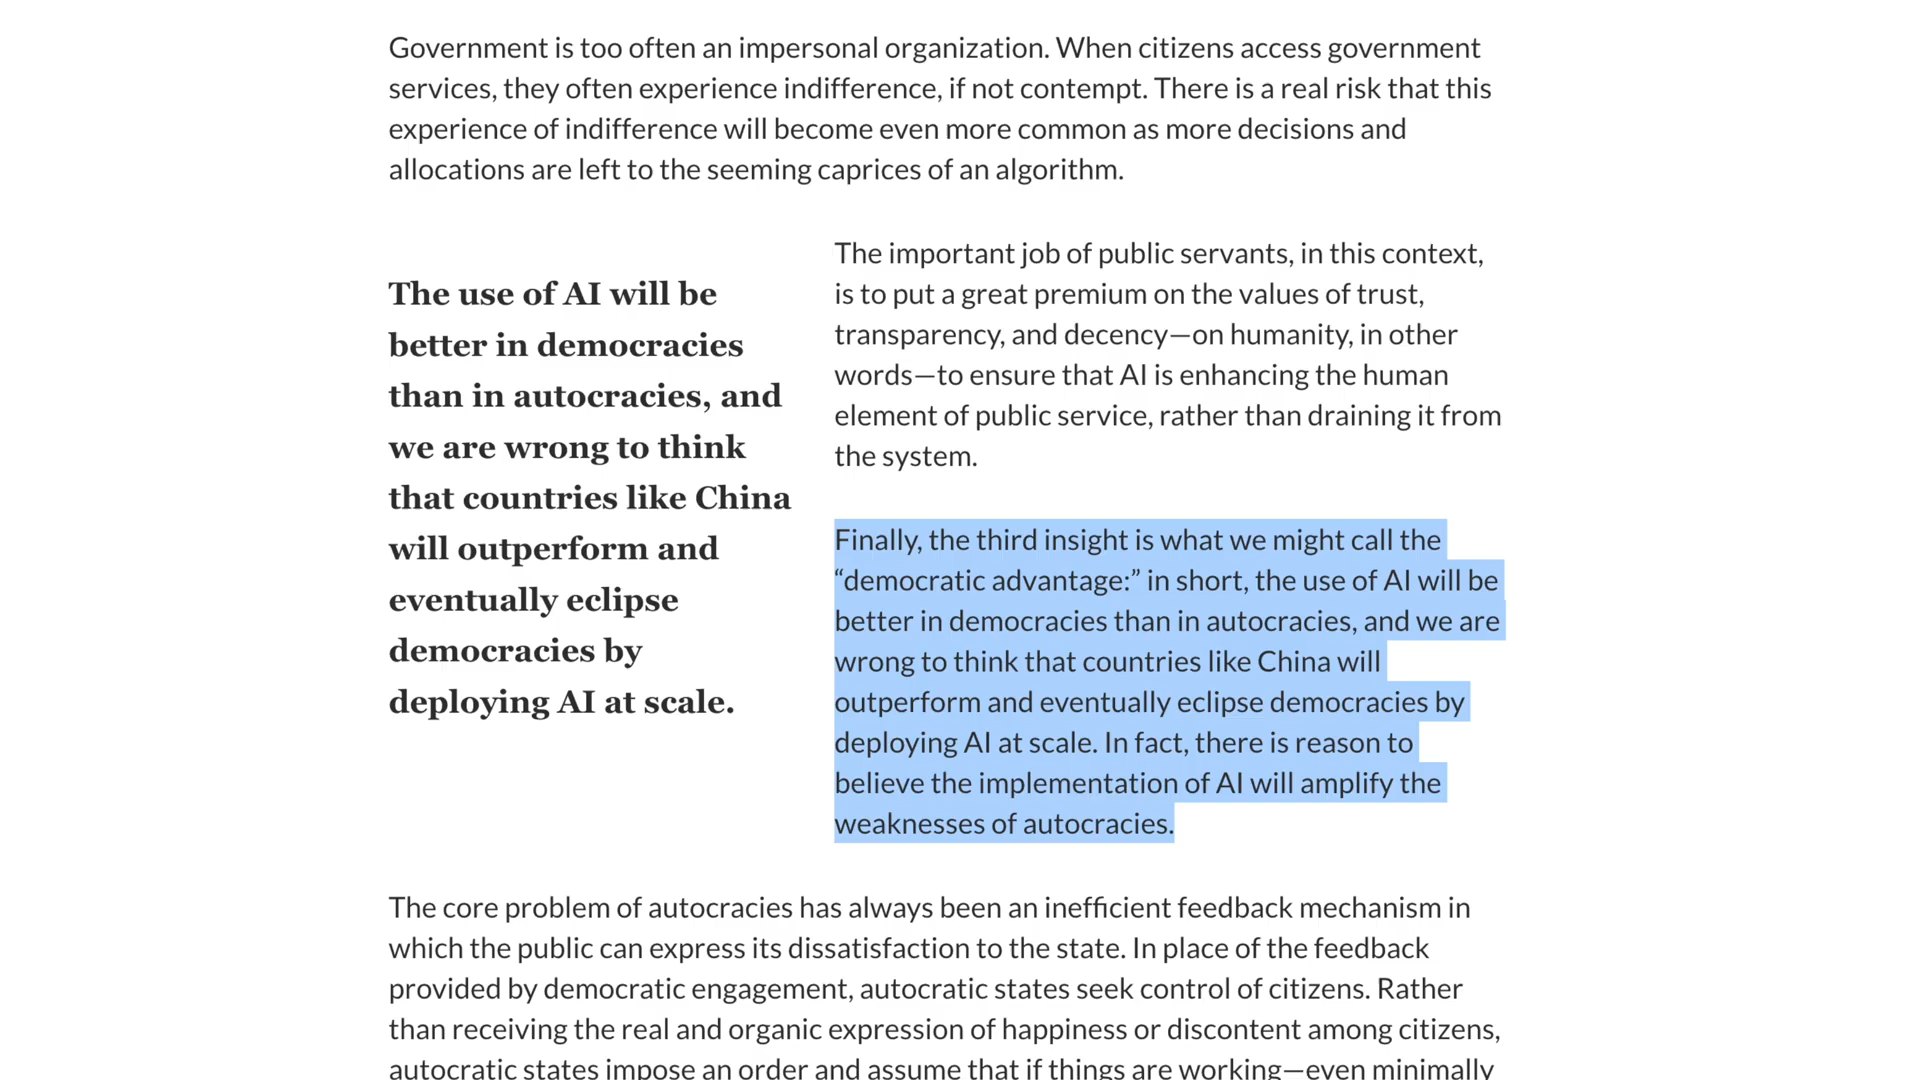 Government is too often an impersonal organization. When citizens access government
services, they often experience indifference, if not contempt. There is a real risk that this
experience of indifference will become even more common as more decisions and
allocations are left to the seeming caprices of an algorithm.
The use of AI will be
better in democracies
than in autocracies, and
we are wrong to think
that countries like China
will outperform and
eventually eclipse
democracies by
deploying AI at scale.
The important job of public servants, in this context,
is to put a great premium on the values of trust,
transparency, and decency—on humanity, in other
words—to ensure that AI is enhancing the human
element of public service, rather than draining it from
the system.
Finally, the third insight is what we might call the
“democratic advantage:” in short, the use of AI will be
better in democracies than in autocracies, and we are
wrong to think that countries like China will
outperform and eventually eclipse democracies by
deploying AI at scale. In fact, there is reason to
believe the implementation of AI will amplify the
weaknesses of autocracies.
The core problem of autocracies has always been an inefficient feedback mechanism in
which the public can express its dissatisfaction to the state. In place of the feedback
provided by democratic engagement, autocratic states seek control of citizens. Rather
than receiving the real and organic expression of happiness or discontent among citizens,
autocratic states impose an order and assume that if things are working—even minimally